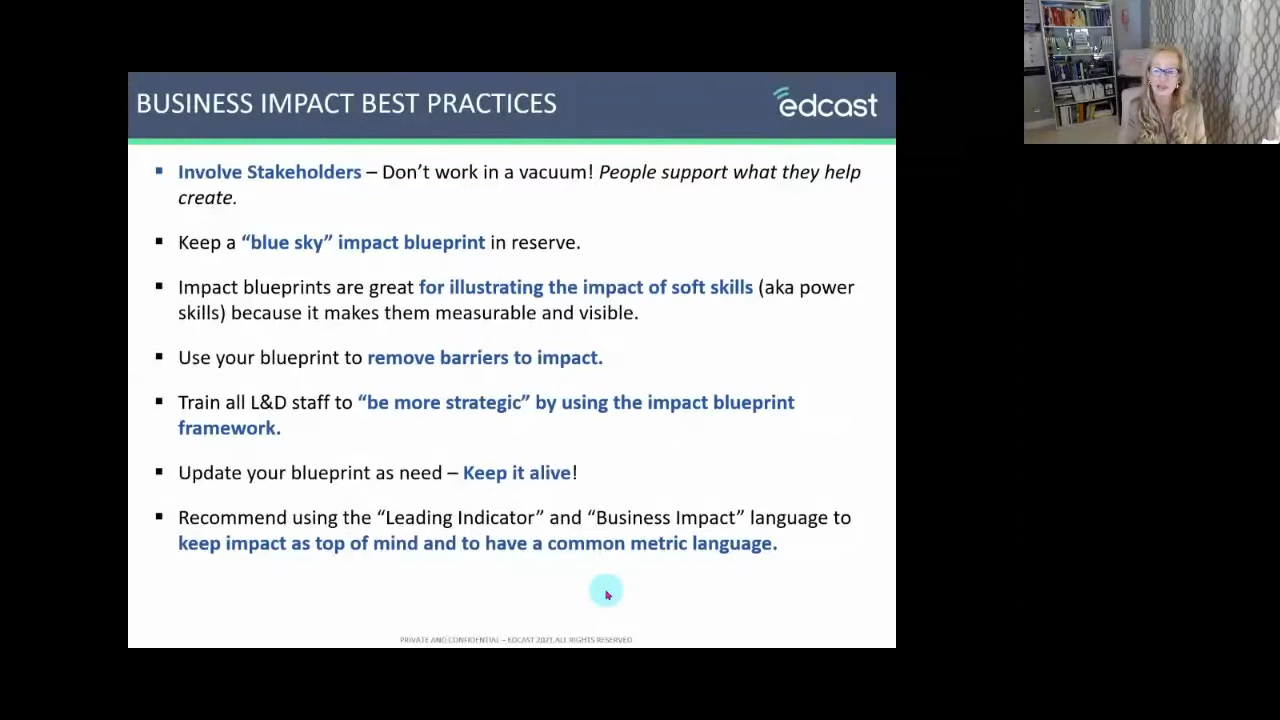 BUSINESS IMPACT BEST PRACTICES
edcast
▪ Involve Stakeholders – Don’t work in a vacuum! People support what they help
create.
▪ Keep a “blue sky” impact blueprint in reserve.
▪ Impact blueprints are great for illustrating the impact of soft skills (aka power
skills) because it makes them measurable and visible.
▪ Use your blueprint to remove barriers to impact.
▪ Train all L&D staff to “be more strategic” by using the impact blueprint
framework.
▪ Update your blueprint as need – Keep it alive!
▪ Recommend using the “Leading Indicator” and “Business Impact” language to
keep impact as top of mind and to have a common metric language.
PRIVATE AND CONFIDENTIAL – EDCAST 2021.ALL RIGHTS RESERVED